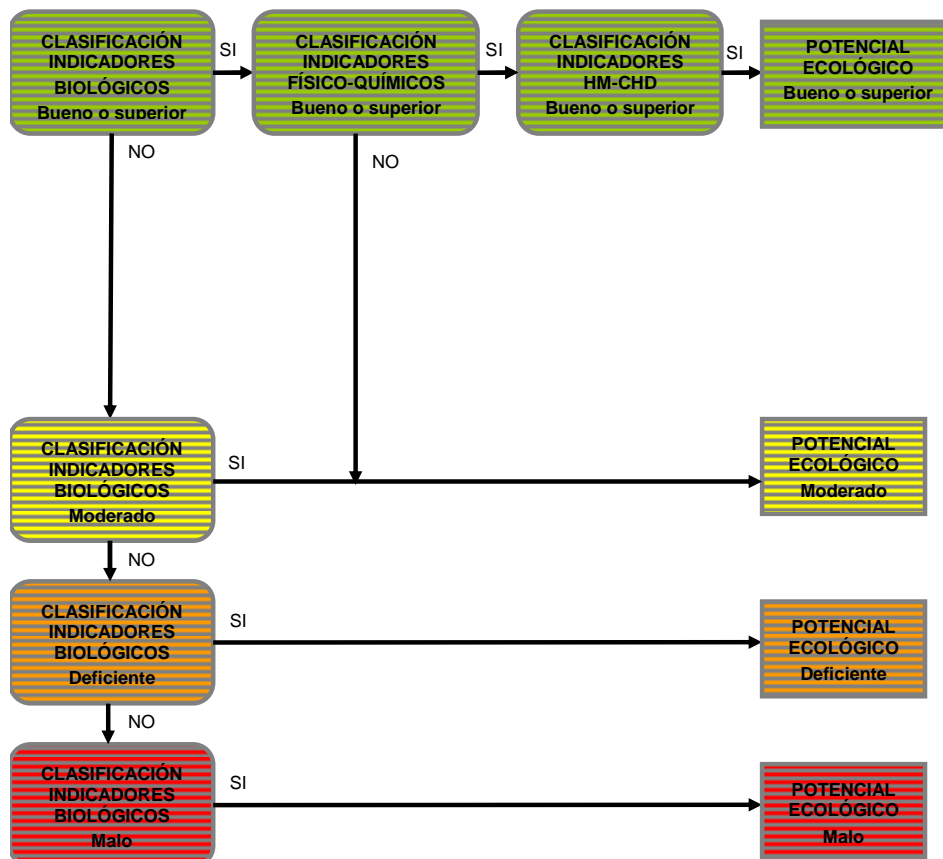 CLASIFICACIÓN
INDICADORES
BIOLÓGICOS
Bueno o superior
SI
CLASIFICACIÓN
INDICADORES
FÍSICO-QUÍMICOS
Bueno o superior
SI
CLASIFICACIÓN
INDICADORES
HM-CHD
Bueno o superior
SI
POTENCIAL
ECOLÓGICO
Bueno o superior
NO
NO
CLASIFICACIÓN
INDICADORES
BIOLÓGICOS
Moderado
SI
POTENCIAL
ECOLÓGICO
Moderado
NO
CLASIFICACIÓN
INDICADORES
BIOLÓGICOS
Deficiente
SI
POTENCIAL
ECOLÓGICO
Deficiente
NO
CLASIFICACIÓN
INDICADORES
BIOLÓGICOS
Malo
SI
POTENCIAL
ECOLÓGICO
Malo